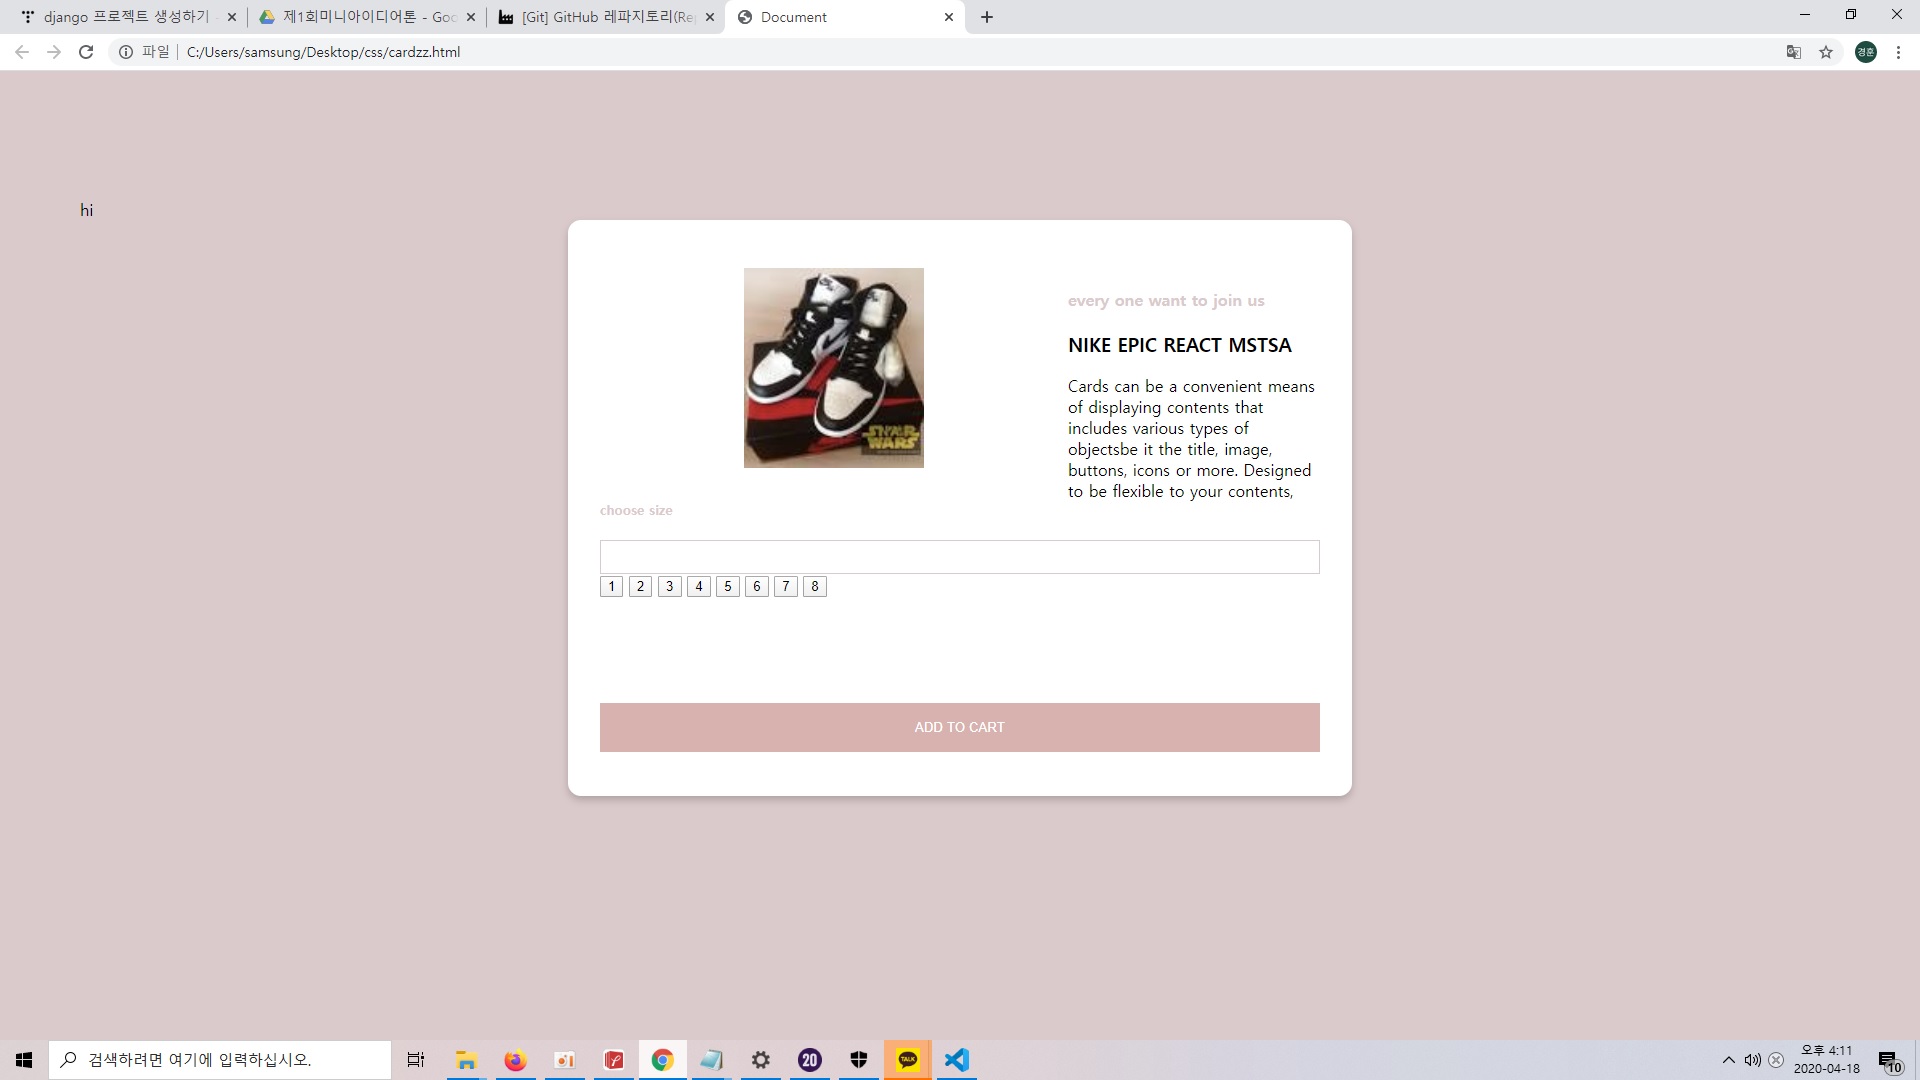 django 프로젝트 생성하기
제1회미니아이디어톤 - Goo
[Git] GitHub 레파지토리(Re
Document
파일
C:/Users/samsung/Desktop/css/cardzz.html
경훈
hi
STAR
WARS
every one want to join us
NIKE EPIC REACT MSTSA
Cards can be a convenient means
of displaying contents that
includes various types of
objectsbe it the title, image,
buttons, icons or more. Designed
to be flexible to your contents,
choose size
1 2 3 4 5 6 7 8
ADD TO CART
검색하려면 여기에 입력하십시오.
20
TALK
오후 4:11
2020-04-18
10